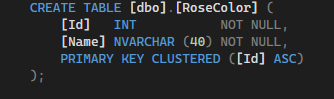 CREATE TABLE [dbo].[RoseColor] (
    [Id]   INT           NOT NULL,
    [Name] NVARCHAR (40) NOT NULL,
    PRIMARY KEY CLUSTERED ([Id] ASC)
);